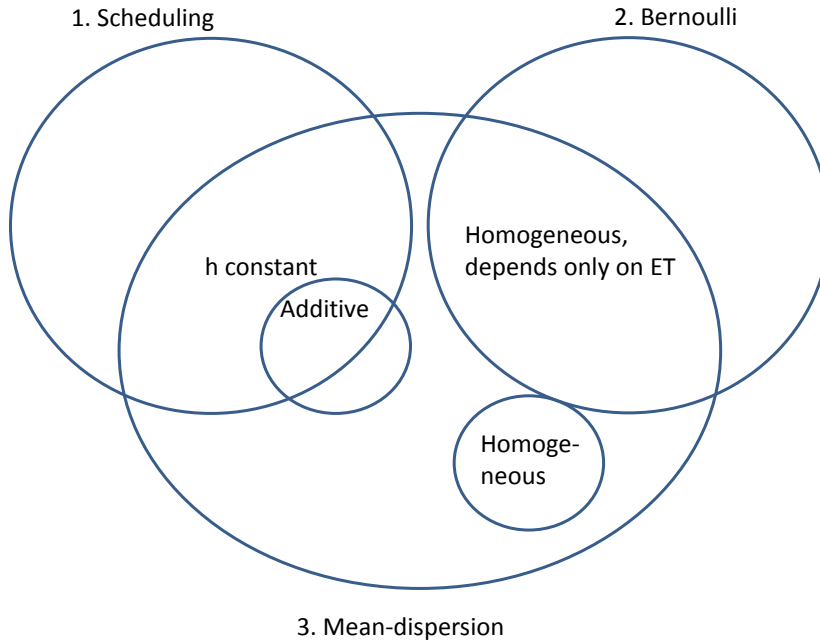 1. Scheduling
2. Bernoulli
Homogeneous,
depends only on ET
h constant
Additive
Homoge-
neous
3. Mean-dispersion